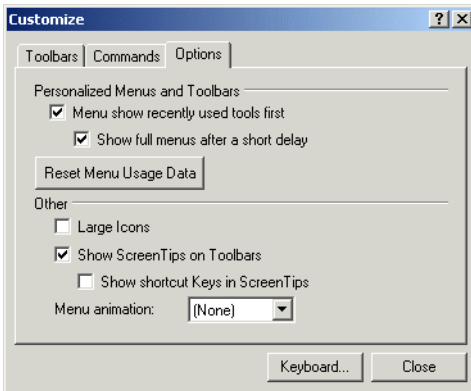 Customize
Toolbars Commands Options
Personalized Menus and Toolbars
Menu show recently used tools first
Show full menus after a short delay
Reset Menu Usage Data
Other
Large Icons
Show ScreenTips on Toolbars
Show shortcut Keys in ScreenTips
Menu animation: (None)
Keyboard... Close